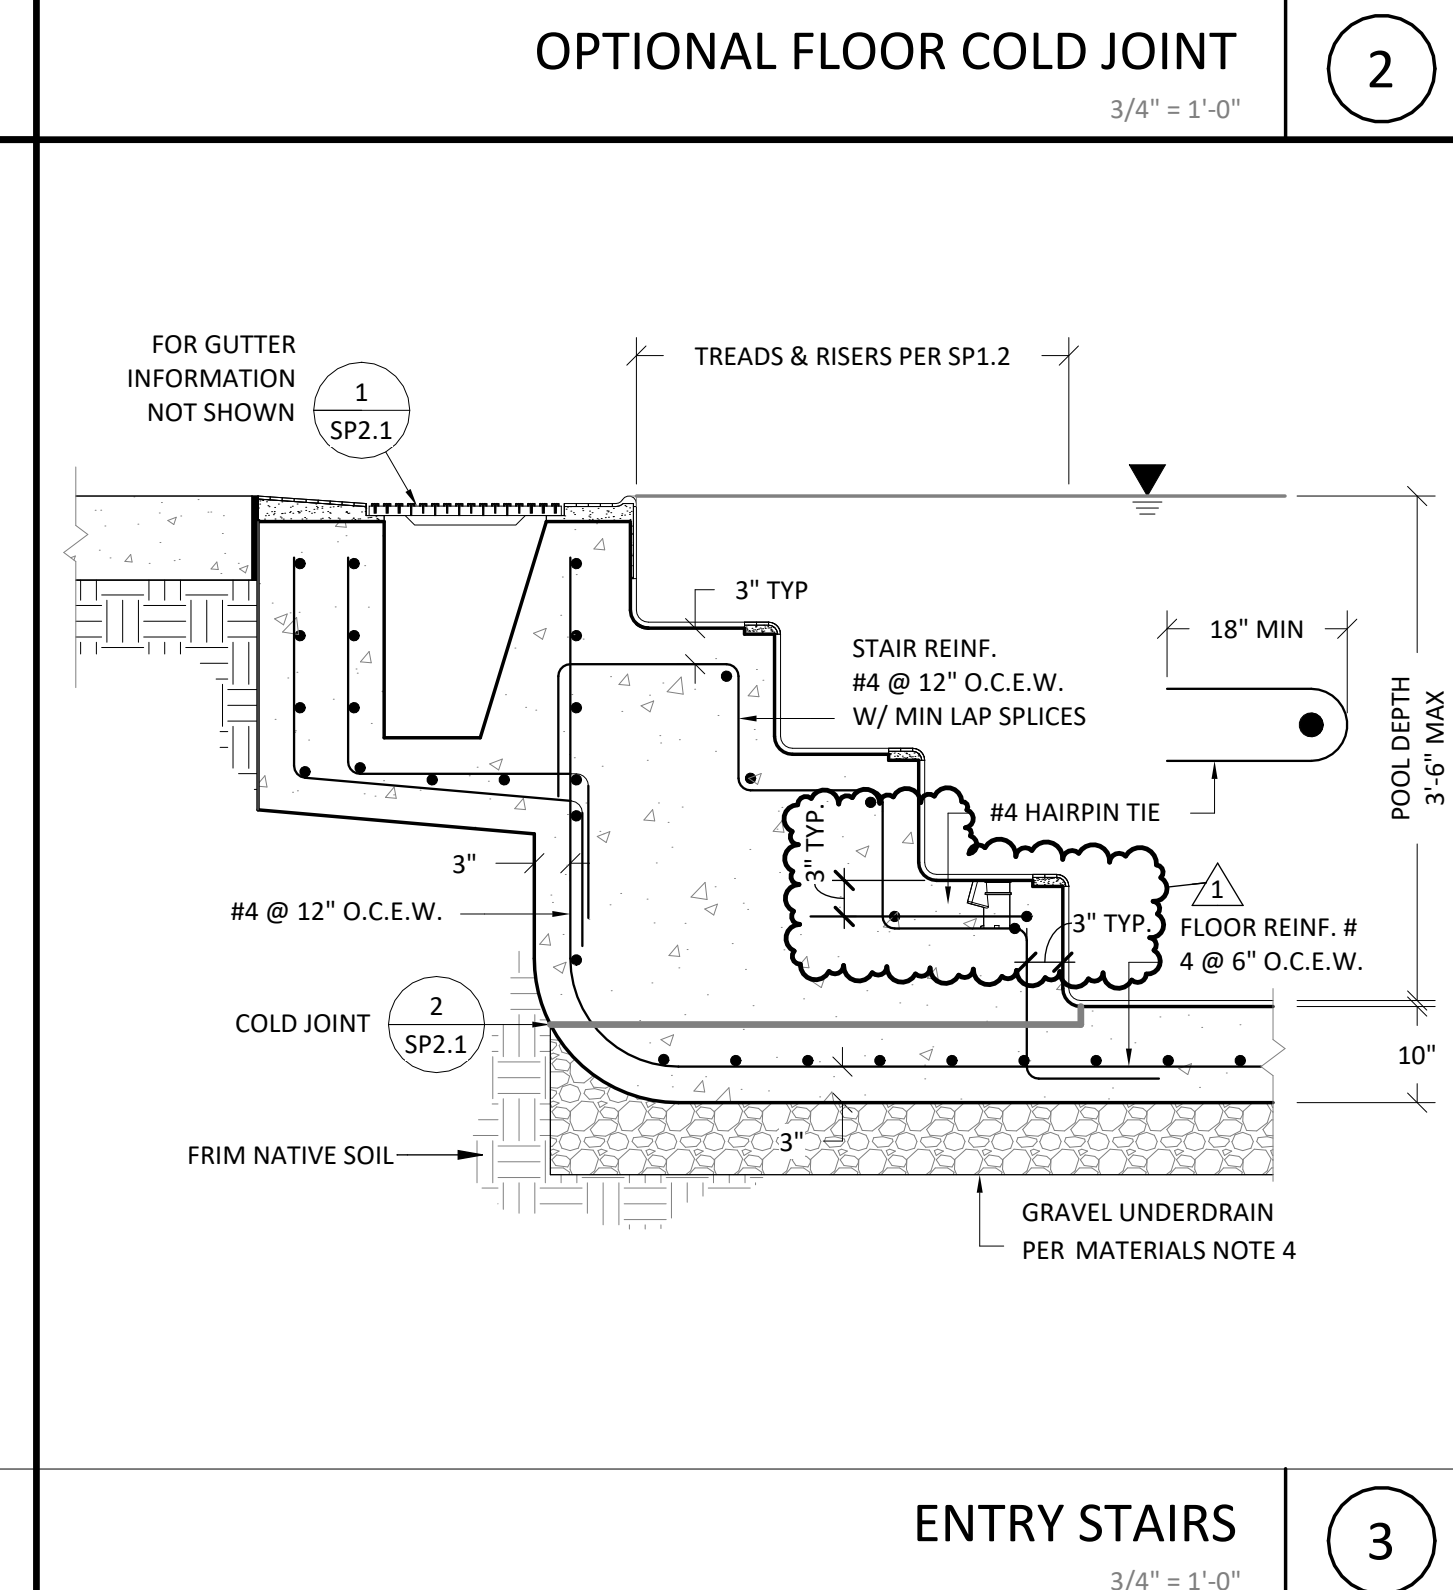 OPTIONAL FLOOR COLD JOINT
3/4" = 1'-0"
2
FOR GUTTER
INFORMATION
NOT SHOWN
1
SP2.1
TREADS & RISERS PER SP1.2
3" TYP
STAIR REINF.
#4 @ 12" O.C.E.W.
W/ MIN LAP SPLICES
18" MIN
POOL DEPTH
3'-6" MAX
#4 HAIRPIN TIE
3" TYP.
3"
1
#4 @ 12" O.C.E.W.
3" TYP.
FLOOR REINF. #
4 @ 6" O.C.E.W.
COLD JOINT
2
SP2.1
10"
3"
FRIM NATIVE SOIL
GRAVEL UNDERDRAIN
PER MATERIALS NOTE 4
ENTRY STAIRS
3/4" = 1'-0"
3